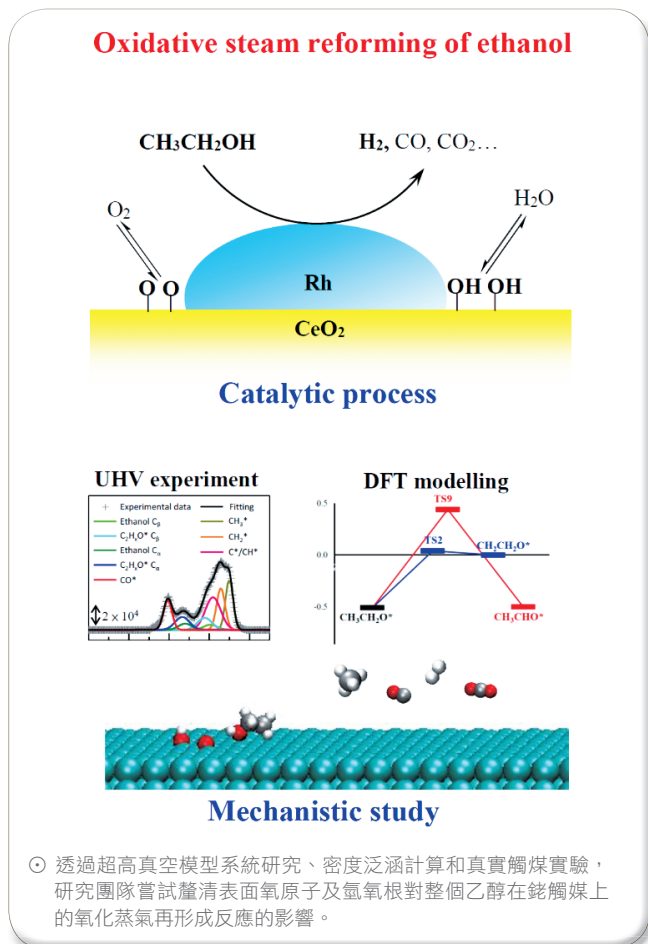 Oxidative steam reforming of ethanol
CH3CH2OH
H2, CO, CO2…
O2
H2O
O O
Rh
OH OH
CeO2
Catalytic process
UHV experiment
DFT modelling
Experimental data
Fitting
Ethanol Cβ
CH3*
C2H4O* Cβ
CH2*
Ethanol Cα
C*/CH*
C2H4O* Cα
CO*
2 × 10⁴
0.5
TS9
TS2
CH2CH2O*
0.0
-0.5
CH3CH2O*
CH3CHO*
Mechanistic study
⊙ 透過超高真空模型系統研究、密度泛涵計算和真實觸煤實驗，
研究團隊嘗試釐清表面氧原子及氫氧根對整個乙醇在銠觸媒上
的氧化蒸氣再形成反應的影響。